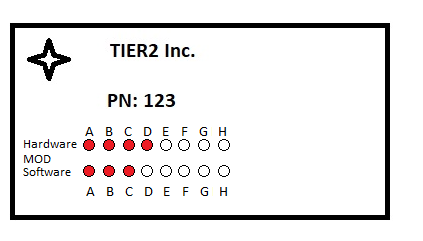 TIER2 Inc.
PN: 123
A B C D E F G H
Hardware
MOD
Software
A B C D E F G H